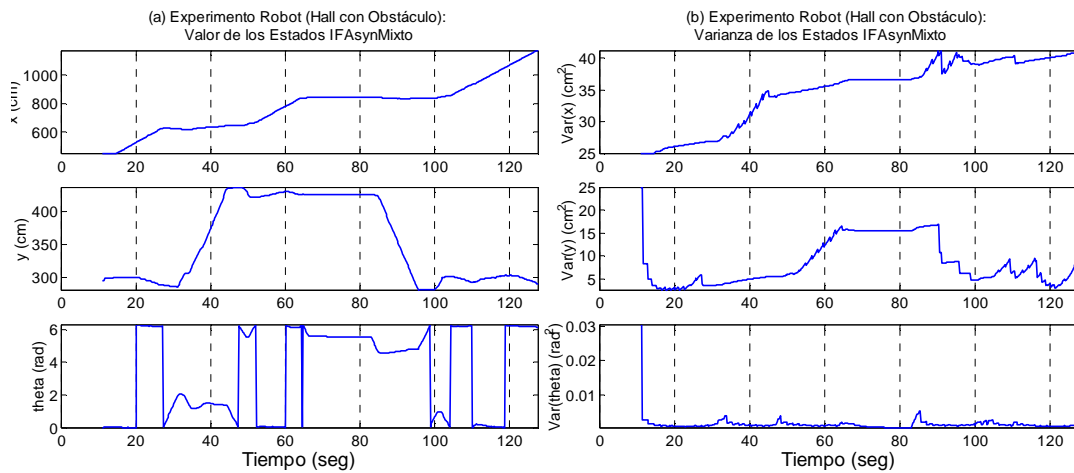 (a) Experimento Robot (Hall con Obstáculo):
Valor de los Estados IFAsynMixto
x (cm)
1000
800
600
0 20 40 60 80 100 120
y (cm)
400
350
300
0 20 40 60 80 100 120
theta (rad)
6
4
2
0
0 20 40 60 80 100 120
Tiempo (seg)
(b) Experimento Robot (Hall con Obstáculo):
Varianza de los Estados IFAsynMixto
Var(x) (cm²)
40
35
30
25
0 20 40 60 80 100 120
Var(y) (cm²)
25
20
15
10
5
0 20 40 60 80 100 120
Var(theta) (rad²
0.03
0.02
0.01
0 20 40 60 80 100 120
Tiempo (seg)